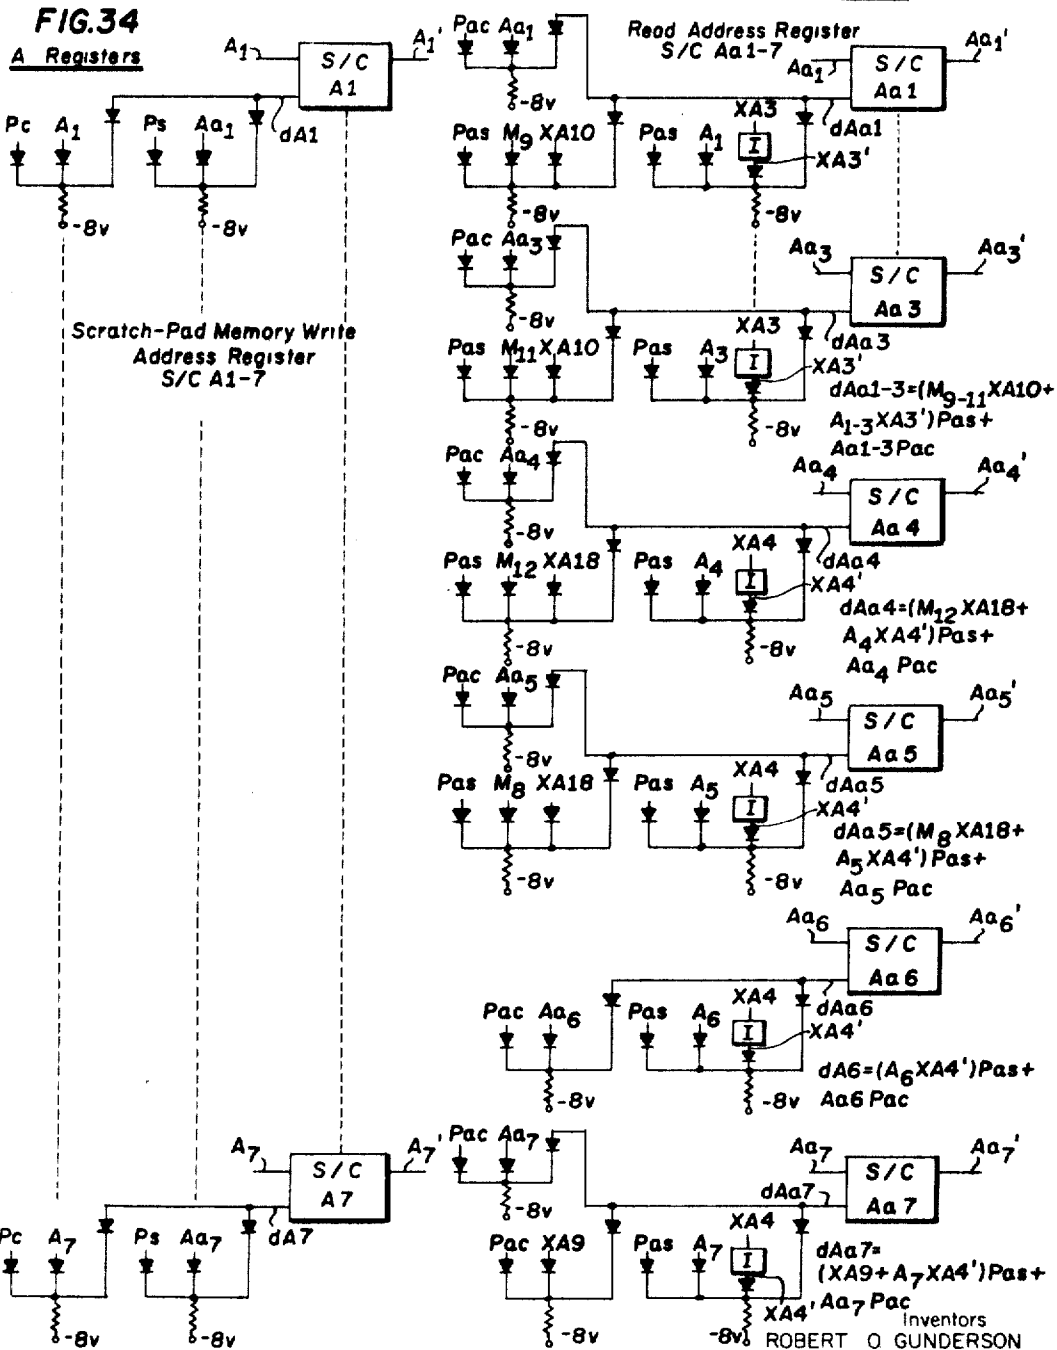 FIG.34
A Registers
A1 S/C A1 A1'
dA1
Pc A1 Ps Aa1
-8v -8v
Scratch-Pad Memory Write
Address Register
S/C A1-7
A7 S/C A7 A7'
dA7
Pc A7 Ps Aa7
-8v -8v
Read Address Register
S/C Aa1-7
Pac Aa1
-8v
Aa1 S/C Aa1 Aa1'
dAa1
Pas M9 XA10 Pas A1 XA3 I XA3'
-8v -8v
Pac Aa3
-8v
Aa3 S/C Aa3 Aa3'
dAa3
Pas M11 XA10 Pas A3 XA3 I XA3'
-8v -8v
dAa1-3=(M9-11XA10+
A1-3XA3')Pas+
Aa1-3Pac
Pac Aa4
-8v
Aa4 S/C Aa4 Aa4'
dAa4
Pas M12 XA18 Pas A4 XA4 I XA4'
-8v -8v
dAa4=(M12XA18+
A4XA4')Pas+
Aa4 Pac
Pac Aa5
-8v
Aa5 S/C Aa5 Aa5'
dAa5
Pas M8 XA18 Pas A5 XA4 I XA4'
-8v -8v
dAa5=(M8XA18+
A5XA4')Pas+
Aa5 Pac
Aa6 S/C Aa6 Aa6'
dAa6
Pac Aa6 Pas A6 XA4 I XA4'
-8v -8v
dA6=(A6XA4')Pas+
Aa6 Pac
Pac Aa7
-8v
Aa7 S/C Aa7 Aa7'
dAa7
Pac XA9 Pas A7 XA4 I XA4'
-8v -8v
dAa7=
(XA9+A7XA4')Pas+
Aa7 Pac
Inventors
ROBERT O GUNDERSON